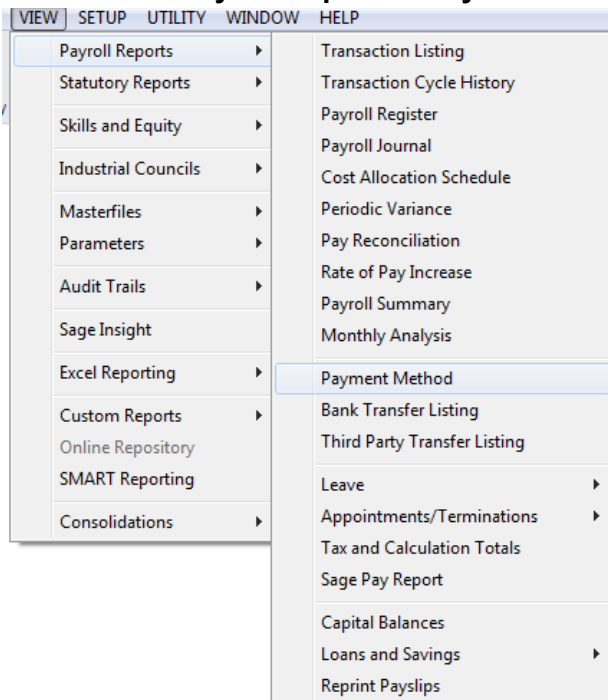 VIEW SETUP UTILITY WINDOW HELP
Payroll Reports
Statutory Reports
Skills and Equity
Industrial Councils
Masterfiles
Parameters
Audit Trails
Sage Insight
Excel Reporting
Custom Reports
Online Repository
SMART Reporting
Consolidations
Transaction Listing
Transaction Cycle History
Payroll Register
Payroll Journal
Cost Allocation Schedule
Periodic Variance
Pay Reconciliation
Rate of Pay Increase
Payroll Summary
Monthly Analysis
Payment Method
Bank Transfer Listing
Third Party Transfer Listing
Leave
Appointments/Terminations
Tax and Calculation Totals
Sage Pay Report
Capital Balances
Loans and Savings
Reprint Payslips